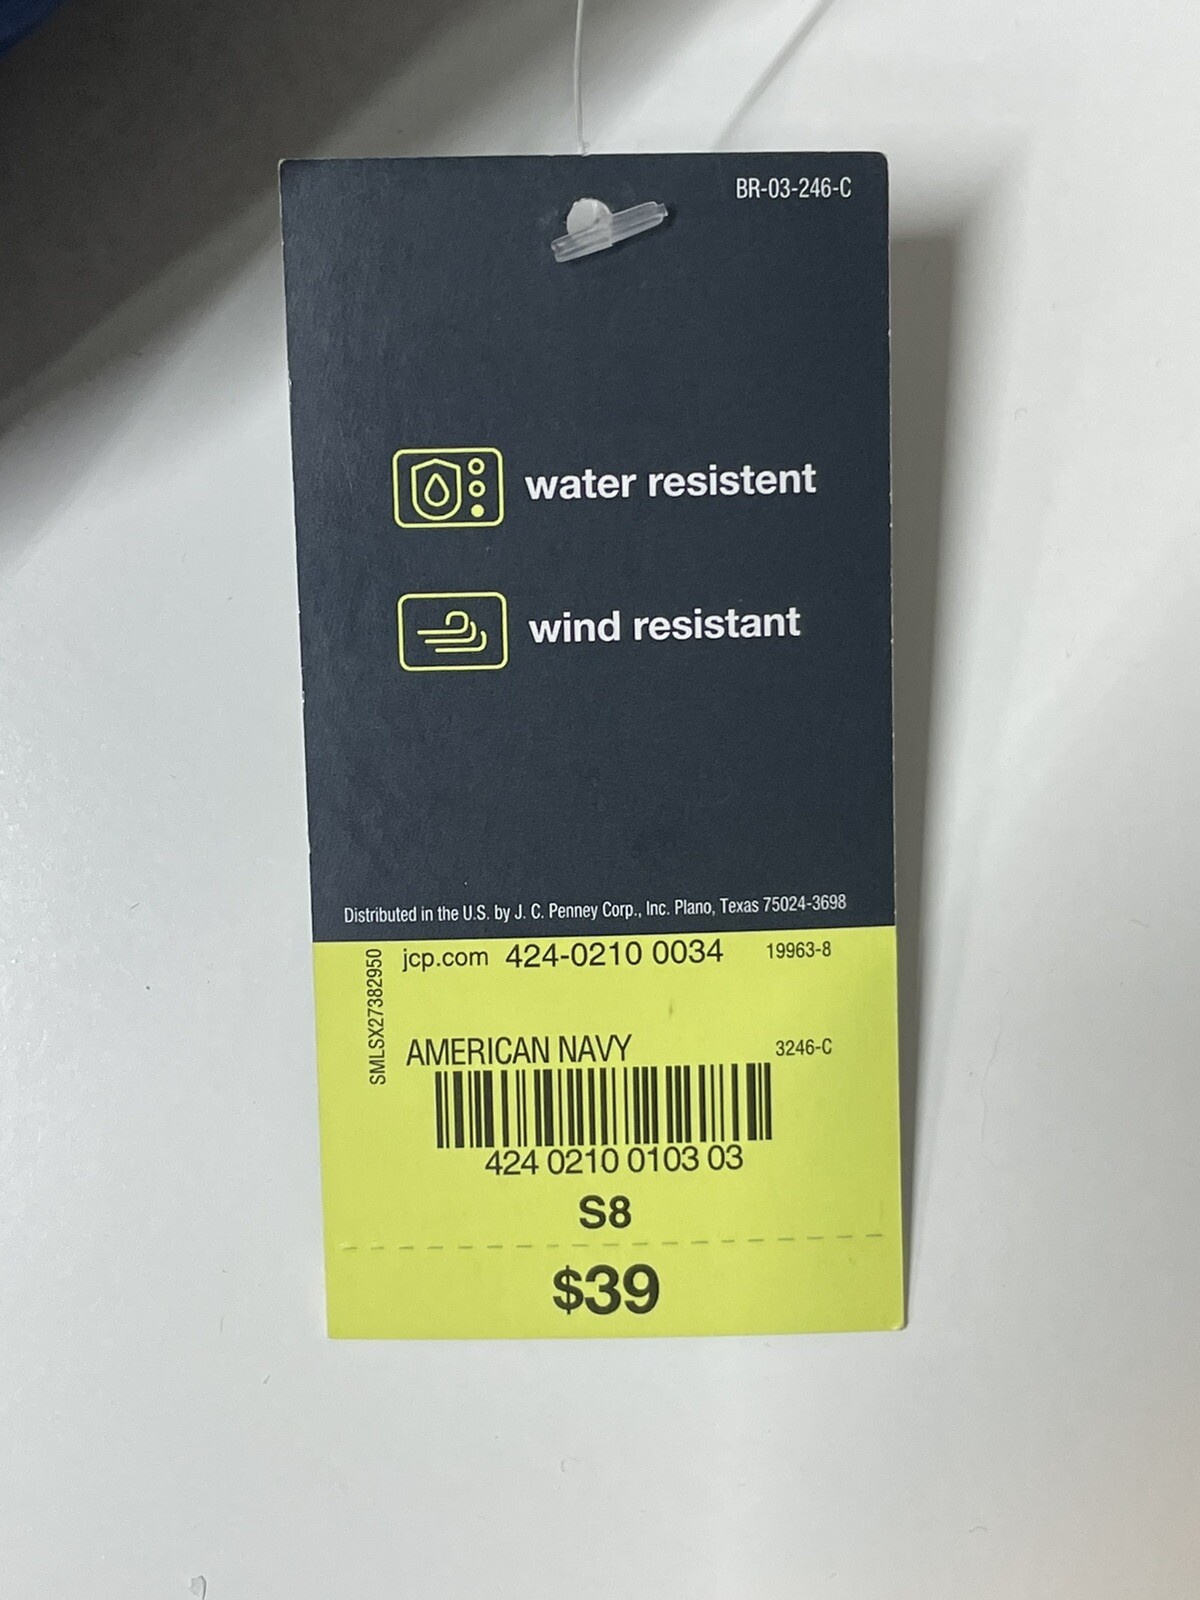 BR-03-246-C
water resistent
wind resistant
Distributed in the U.S. by J. C. Penney Corp., Inc. Plano, Texas 75024-3698
jcp.com 424-0210 0034 19963-8
SMLSX27382950
AMERICAN NAVY 3246-C
424 0210 0103 03
S8
$39